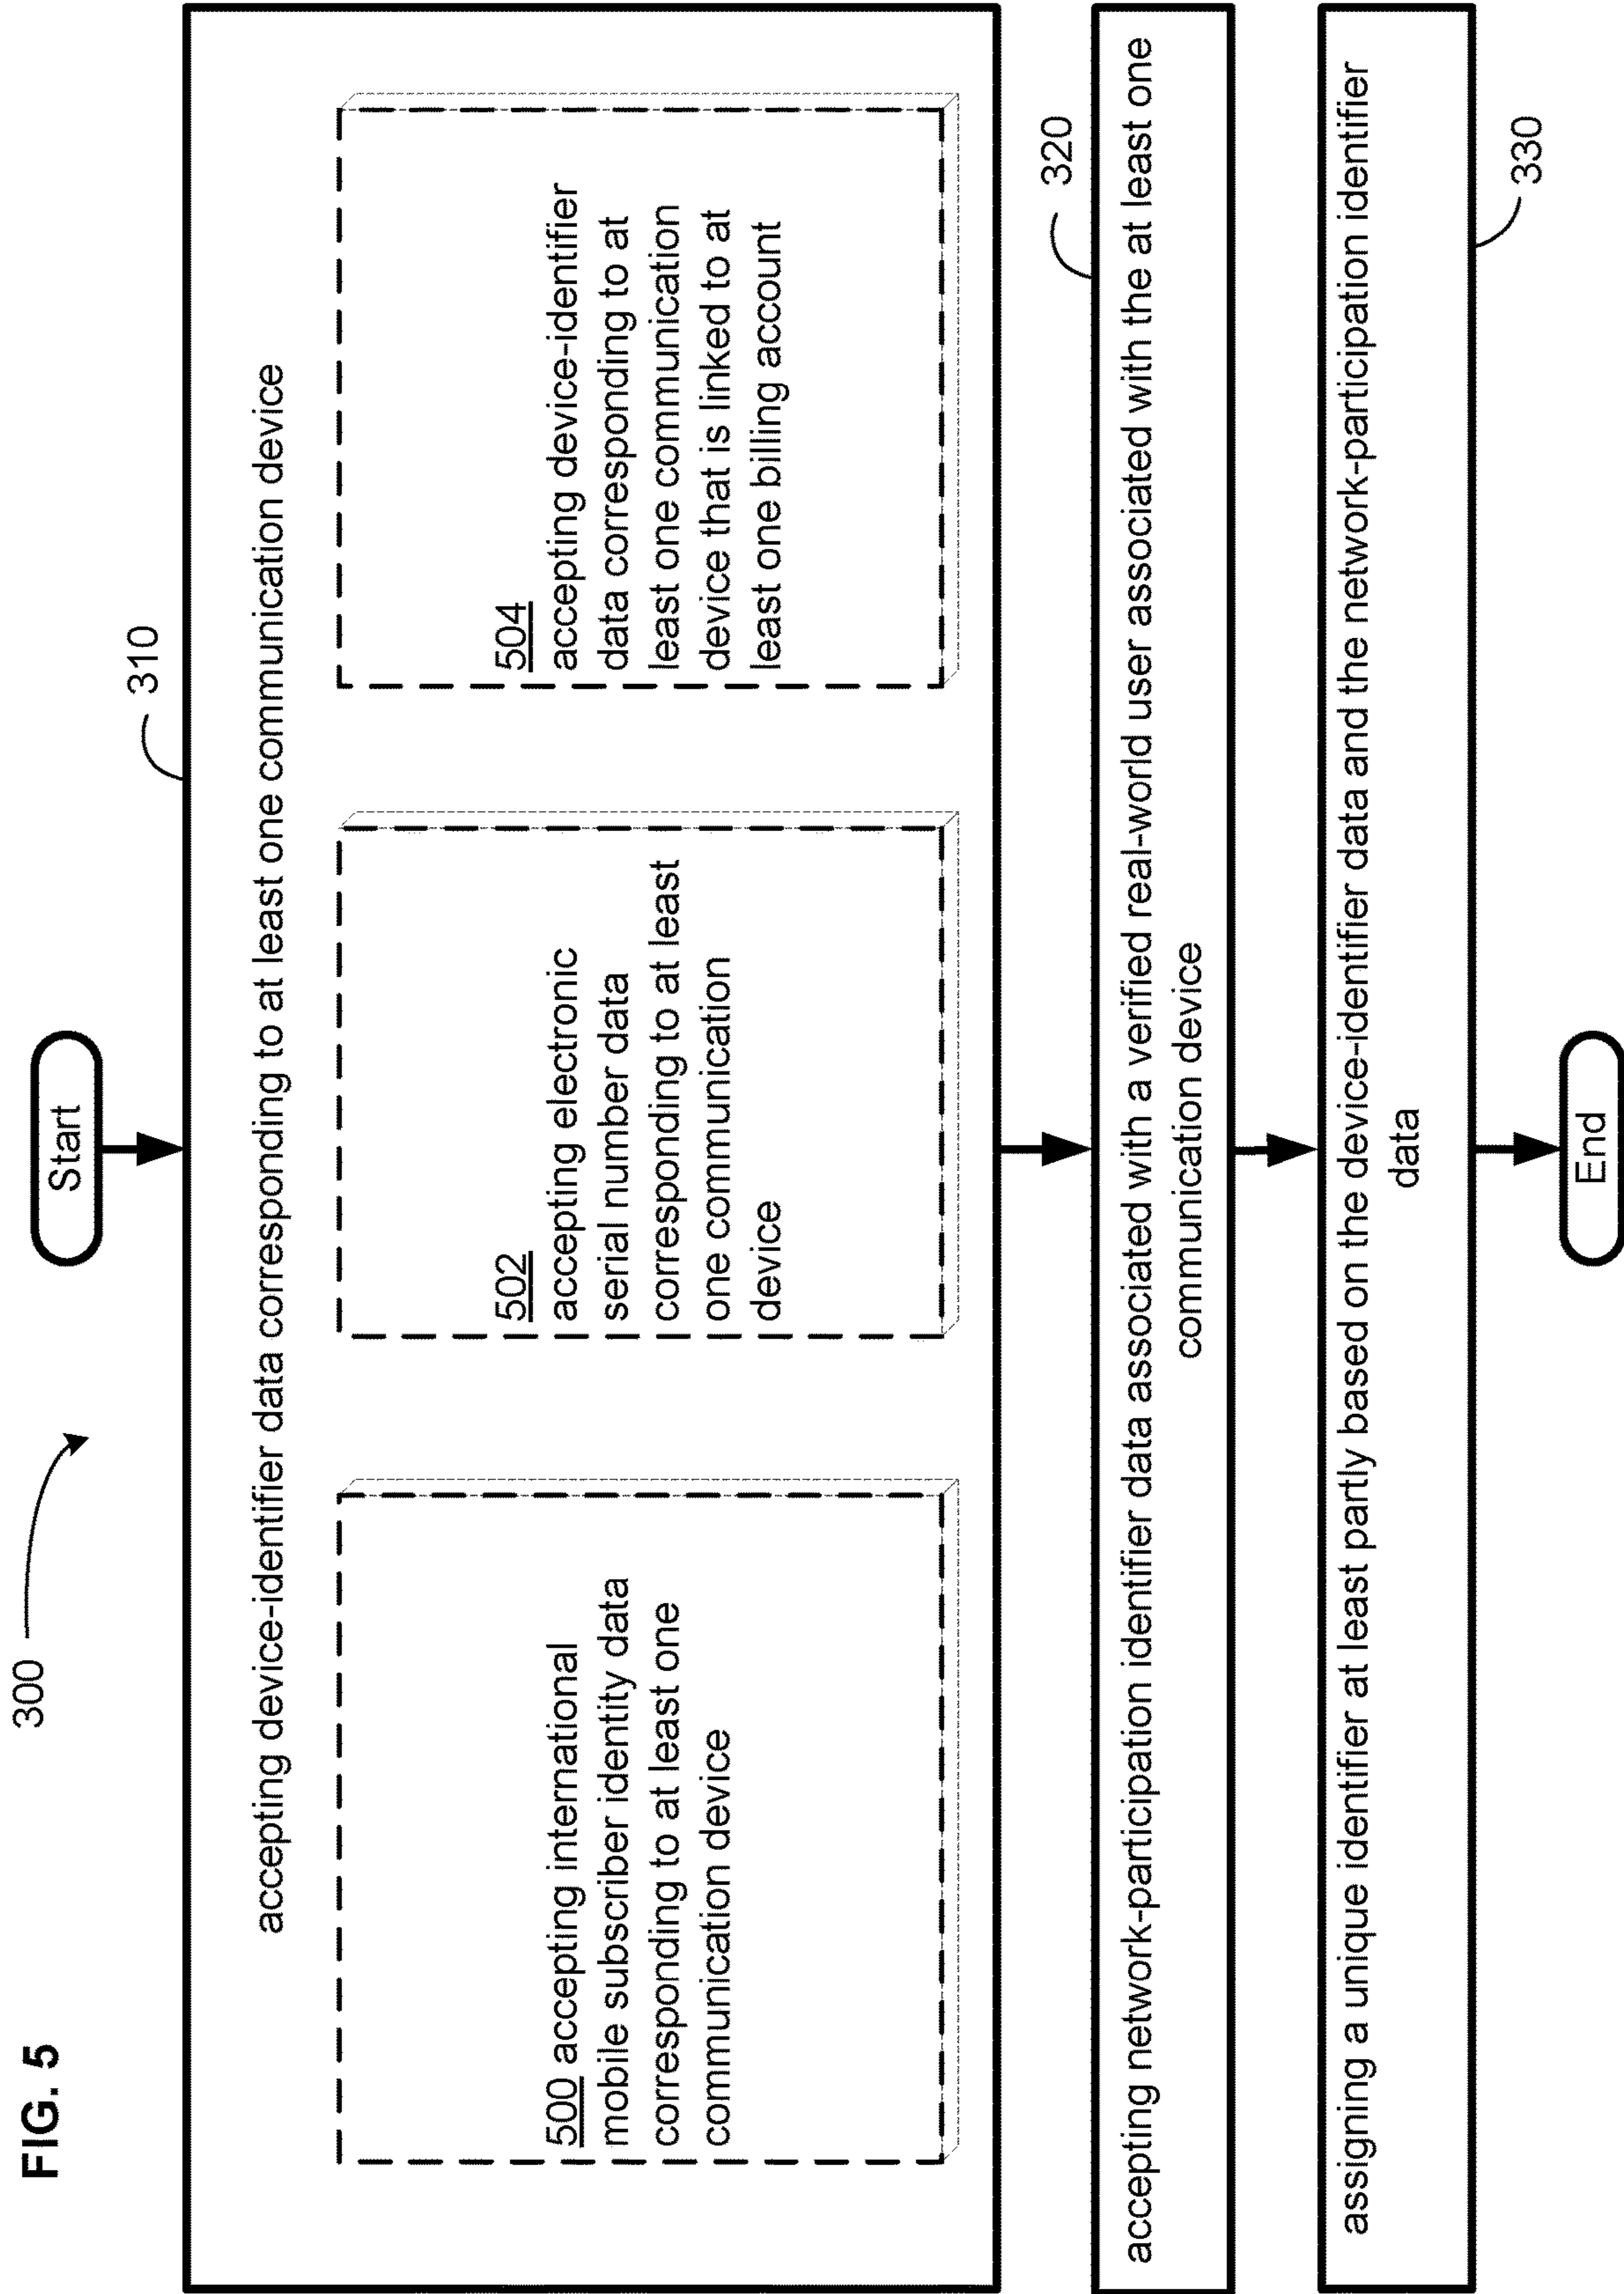 FIG. 5
300
Start
310
accepting device-identifier data corresponding to at least one communication device
500 accepting international
mobile subscriber identity data
corresponding to at least one
communication device
502
accepting electronic
serial number data
corresponding to at least
one communication
device
504
accepting device-identifier
data corresponding to at
least one communication
device that is linked to at
least one billing account
320
accepting network-participation identifier data associated with a verified real-world user associated with the at least one
communication device
assigning a unique identifier at least partly based on the device-identifier data and the network-participation identifier
data
330
End